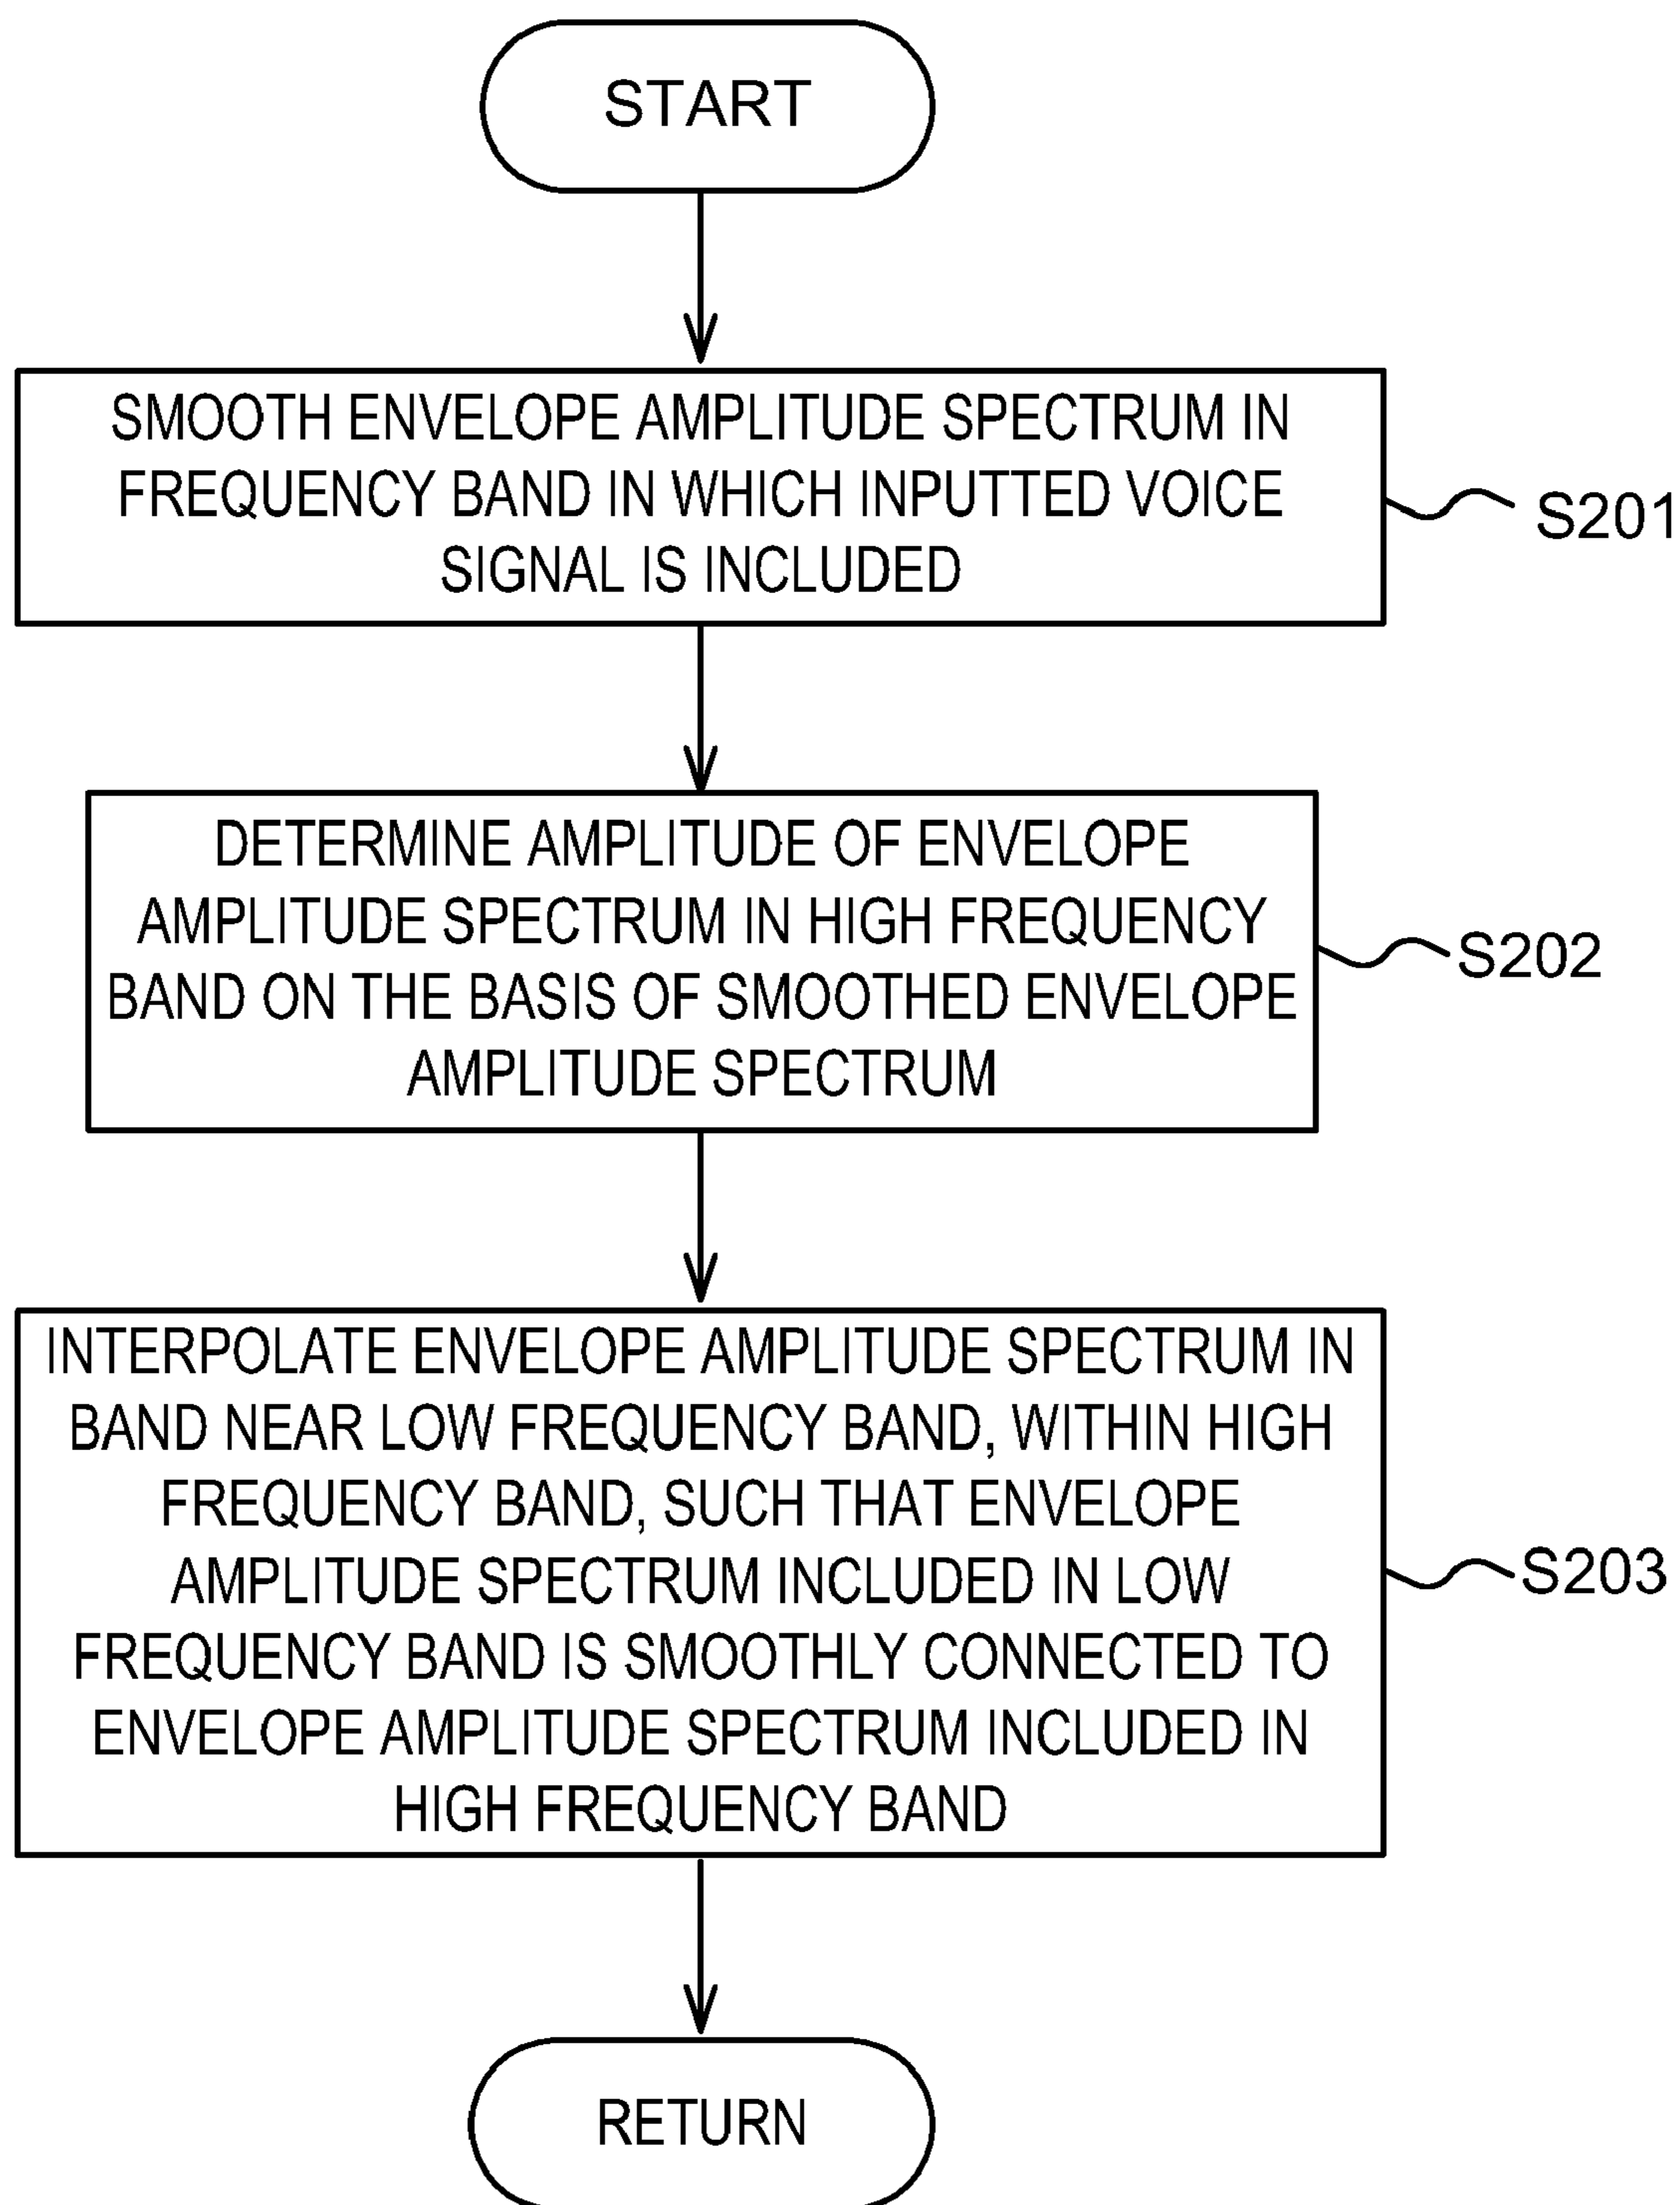 START
SMOOTH ENVELOPE AMPLITUDE SPECTRUM IN
FREQUENCY BAND IN WHICH INPUTTED VOICE
SIGNAL IS INCLUDED
S201
DETERMINE AMPLITUDE OF ENVELOPE
AMPLITUDE SPECTRUM IN HIGH FREQUENCY
BAND ON THE BASIS OF SMOOTHED ENVELOPE
AMPLITUDE SPECTRUM
S202
INTERPOLATE ENVELOPE AMPLITUDE SPECTRUM IN
BAND NEAR LOW FREQUENCY BAND, WITHIN HIGH
FREQUENCY BAND, SUCH THAT ENVELOPE
AMPLITUDE SPECTRUM INCLUDED IN LOW
FREQUENCY BAND IS SMOOTHLY CONNECTED TO
ENVELOPE AMPLITUDE SPECTRUM INCLUDED IN
HIGH FREQUENCY BAND
S203
RETURN